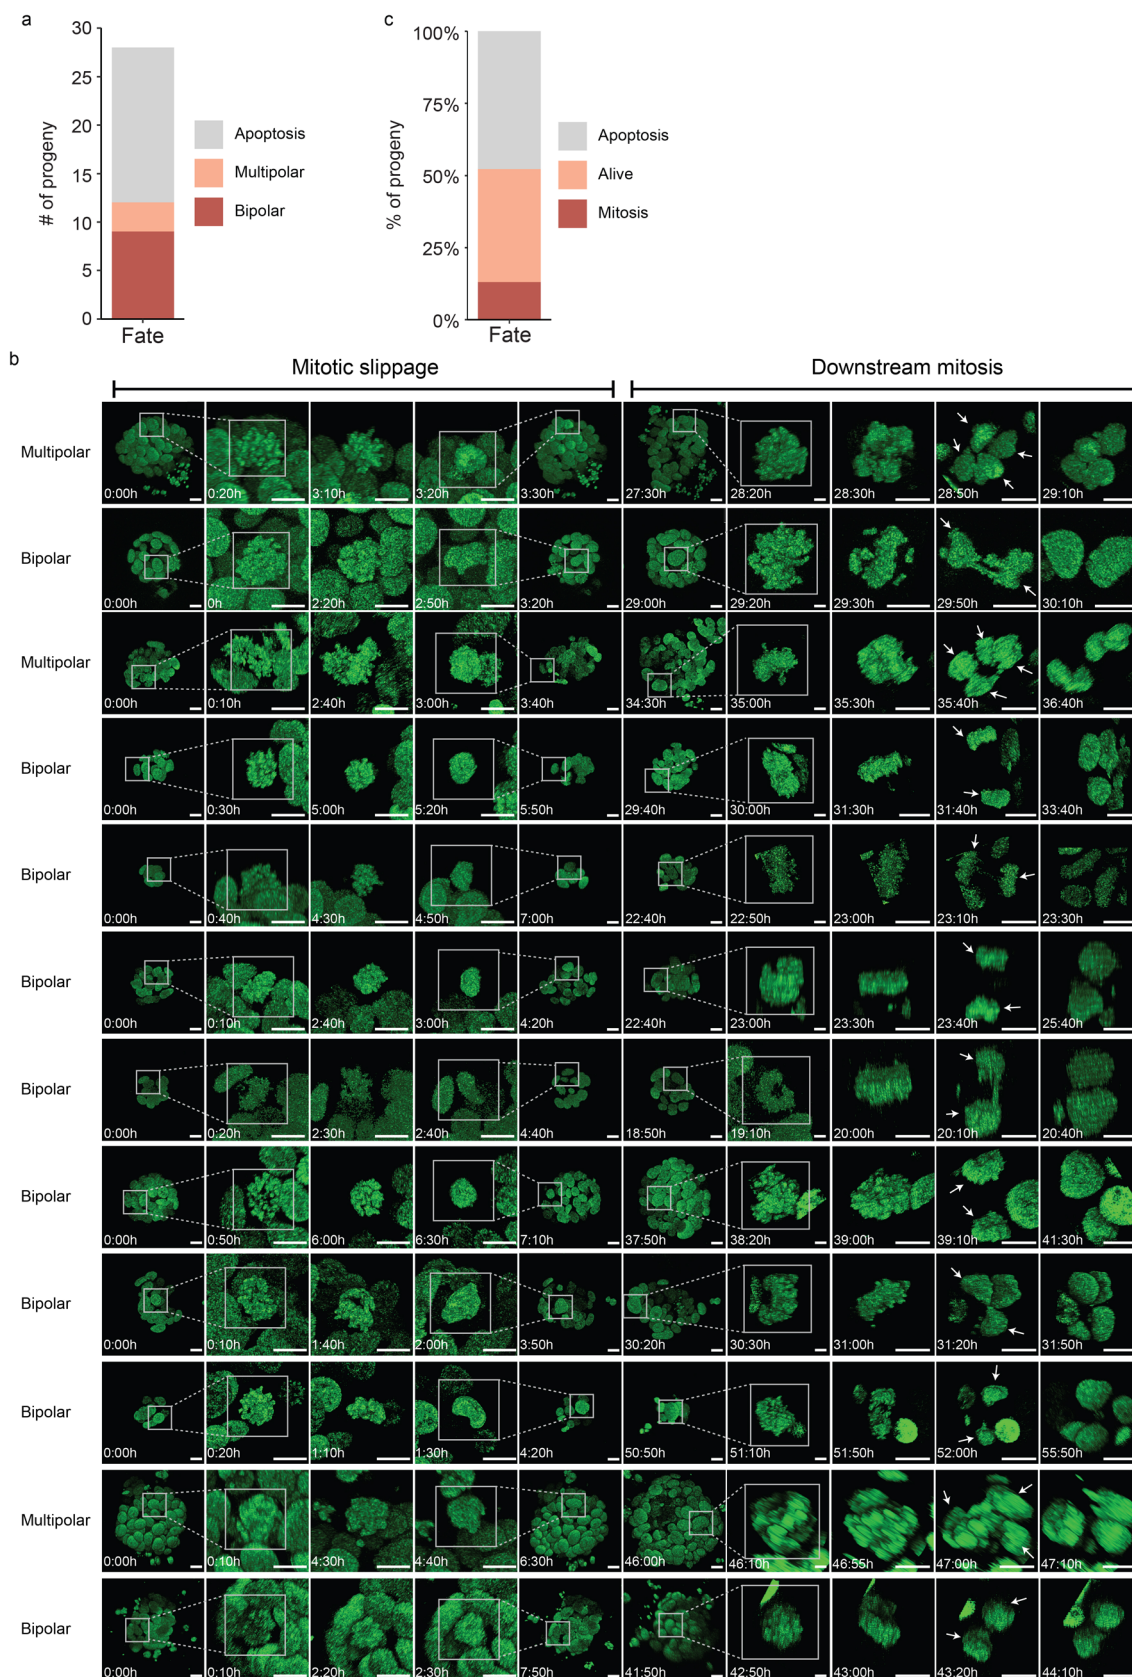 a
30
25
20
15
10
5
0
# of progeny
Fate
Apoptosis
Multipolar
Bipolar
c
100%
75%
50%
25%
0%
% of progeny
Fate
Apoptosis
Alive
Mitosis
b
Mitotic slippage Downstream mitosis
Multipolar
0:00h 0:20h 3:10h 3:20h 3:30h 27:30h 28:20h 28:30h 28:50h 29:10h
Bipolar
0:00h 0h 2:20h 2:50h 3:20h 29:00h 29:20h 29:30h 29:50h 30:10h
Multipolar
0:00h 0:10h 2:40h 3:00h 3:40h 34:30h 35:00h 35:30h 35:40h 36:40h
Bipolar
0:00h 0:30h 5:00h 5:20h 5:50h 29:40h 30:00h 31:30h 31:40h 33:40h
Bipolar
0:00h 0:40h 4:30h 4:50h 7:00h 22:40h 22:50h 23:00h 23:10h 23:30h
Bipolar
0:00h 0:10h 2:40h 3:00h 4:20h 22:40h 23:00h 23:30h 23:40h 25:40h
Bipolar
0:00h 0:20h 2:30h 2:40h 4:40h 18:50h 19:10h 20:00h 20:10h 20:40h
Bipolar
0:00h 0:50h 6:00h 6:30h 7:10h 37:50h 38:20h 39:00h 39:10h 41:30h
Bipolar
0:00h 0:10h 1:40h 2:00h 3:50h 30:20h 30:30h 31:00h 31:20h 31:50h
Bipolar
0:00h 0:20h 1:10h 1:30h 4:20h 50:50h 51:10h 51:50h 52:00h 55:50h
Multipolar
0:00h 0:10h 4:30h 4:40h 6:30h 46:00h 46:10h 46:55h 47:00h 47:10h
Bipolar
0:00h 0:10h 2:20h 2:30h 7:50h 41:50h 42:50h 43:00h 43:20h 44:10h